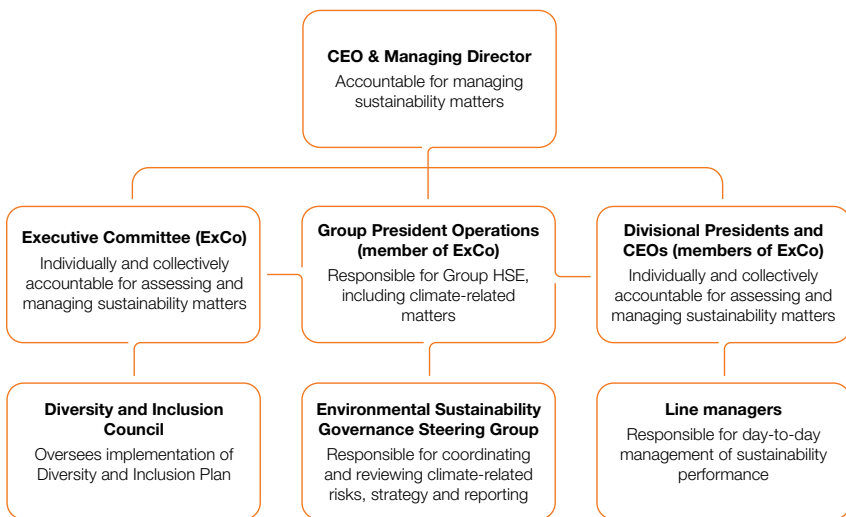 CEO & Managing Director
Accountable for managing
sustainability matters
Executive Committee (ExCo)
Individually and collectively
accountable for assessing and
managing sustainability matters
Group President Operations
(member of ExCo)
Responsible for Group HSE,
including climate-related
matters
Divisional Presidents and
CEOs (members of ExCo)
Individually and collectively
accountable for assessing and
managing sustainability matters
Diversity and Inclusion
Council
Oversees implementation of
Diversity and Inclusion Plan
Environmental Sustainability
Governance Steering Group
Responsible for coordinating
and reviewing climate-related
risks, strategy and reporting
Line managers
Responsible for day-to-day
management of sustainability
performance